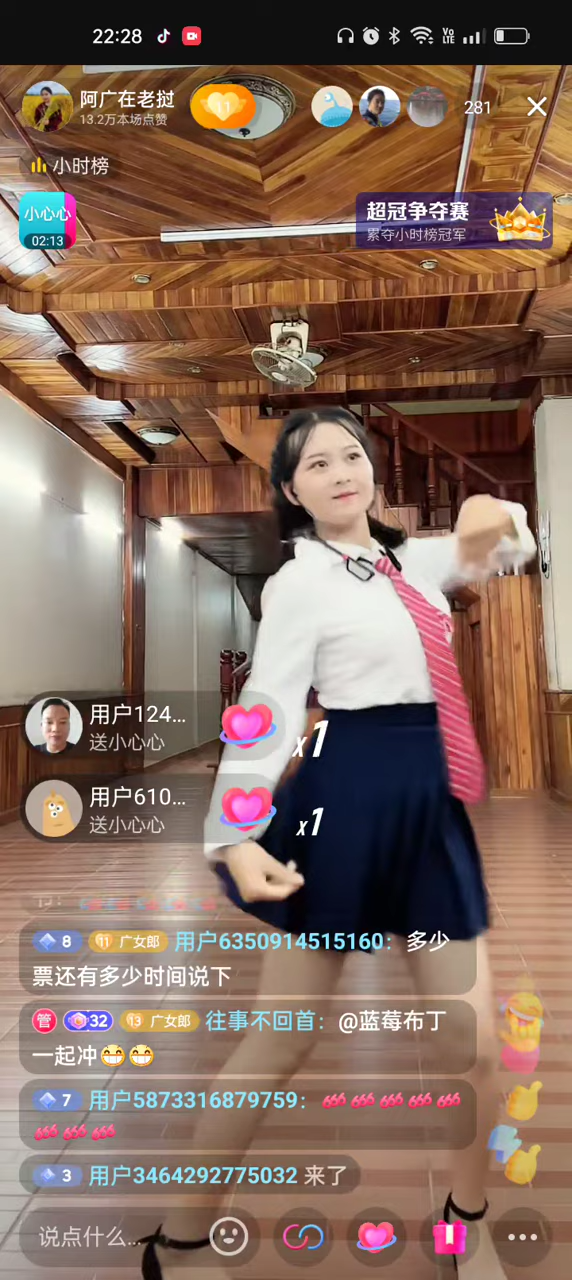 22:28
Vo
LTE
阿广在老挝
13.2万本场点赞
11
281
小时榜
小心心
02:13
超冠争夺赛
累夺小时榜冠军
用户124...
送小心心
x1
用户610...
送小心心
x1
8 11 广女郎 用户6350914515160：多少
票还有多少时间说下
管 32 13 广女郎 往事不回首：@蓝莓布丁
一起冲😁😁
7 用户5873316879759： 666 666 666 666 666
666 666 666
3 用户3464292775032 来了
说点什么...